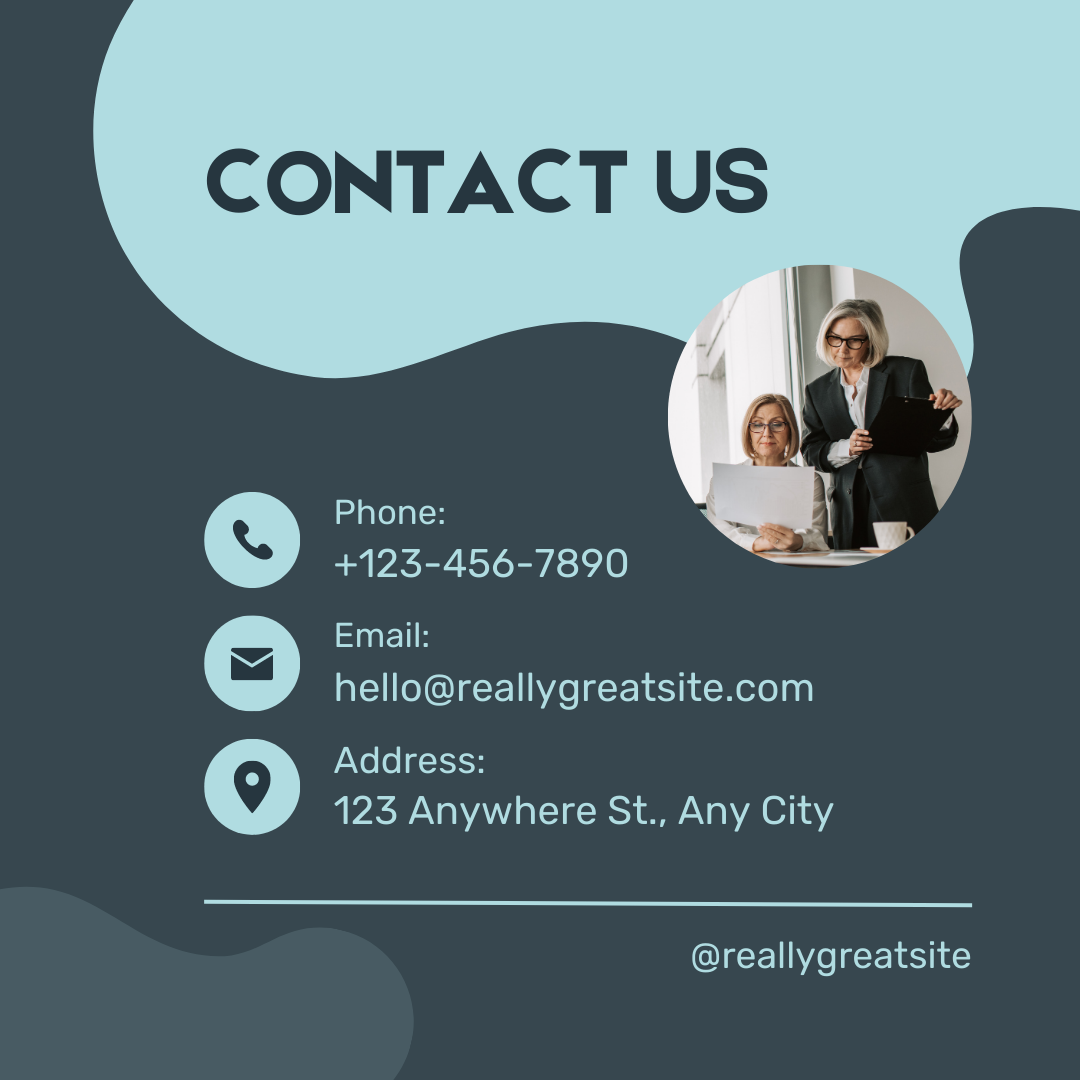 CONTACT US
Phone:
+123-456-7890
Email:
hello@reallygreatsite.com
Address:
123 Anywhere St., Any City
@reallygreatsite